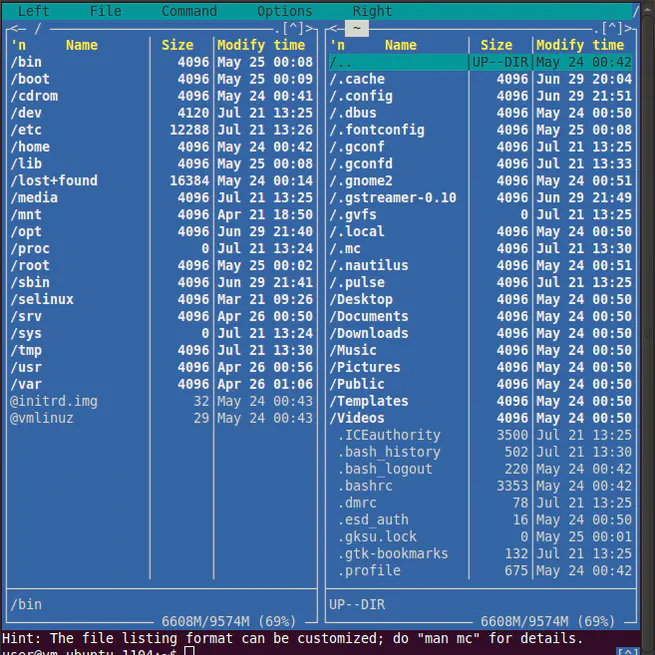 Left File Command Options Right
<─ / .[^]>
'n Name Size Modify time
/bin 4096 May 25 00:08
/boot 4096 May 25 00:09
/cdrom 4096 May 24 00:41
/dev 4120 Jul 21 13:25
/etc 12288 Jul 21 13:26
/home 4096 May 24 00:42
/lib 4096 May 25 00:08
/lost+found 16384 May 24 00:14
/media 4096 Jul 21 13:25
/mnt 4096 Apr 21 18:50
/opt 4096 Jun 29 21:40
/proc 0 Jul 21 13:24
/root 4096 May 25 00:02
/sbin 4096 Jun 29 21:41
/selinux 4096 Mar 21 09:26
/srv 4096 Apr 26 00:50
/sys 0 Jul 21 13:24
/tmp 4096 Jul 21 13:30
/usr 4096 Apr 26 00:56
/var 4096 Apr 26 01:06
@initrd.img 32 May 24 00:43
@vmlinuz 29 May 24 00:43
/bin
6608M/9574M (69%)
<─ ~ .[^]>
'n Name Size Modify time
/.. UP--DIR May 24 00:42
/.cache 4096 Jun 29 20:04
/.config 4096 Jun 29 21:51
/.dbus 4096 May 24 00:50
/.fontconfig 4096 May 25 00:08
/.gconf 4096 Jul 21 13:25
/.gconfd 4096 Jul 21 13:33
/.gnome2 4096 May 24 00:51
/.gstreamer-0.10 4096 Jun 29 21:49
/.gvfs 0 Jul 21 13:25
/.local 4096 May 24 00:50
/.mc 4096 Jul 21 13:30
/.nautilus 4096 May 24 00:51
/.pulse 4096 Jul 21 13:25
/Desktop 4096 May 24 00:50
/Documents 4096 May 24 00:50
/Downloads 4096 May 24 00:50
/Music 4096 May 24 00:50
/Pictures 4096 May 24 00:50
/Public 4096 May 24 00:50
/Templates 4096 May 24 00:50
/Videos 4096 May 24 00:50
.ICEauthority 3500 Jul 21 13:25
.bash_history 502 Jul 21 13:30
.bash_logout 220 May 24 00:42
.bashrc 3353 May 24 00:42
.dmrc 78 Jul 21 13:25
.esd_auth 16 May 24 00:50
.gksu.lock 0 May 25 00:01
.gtk-bookmarks 132 Jul 21 13:25
.profile 675 May 24 00:42
UP--DIR
6608M/9574M (69%)
Hint: The file listing format can be customized; do "man mc" for details.
user@vm-ubuntu-1104:~$ [^]